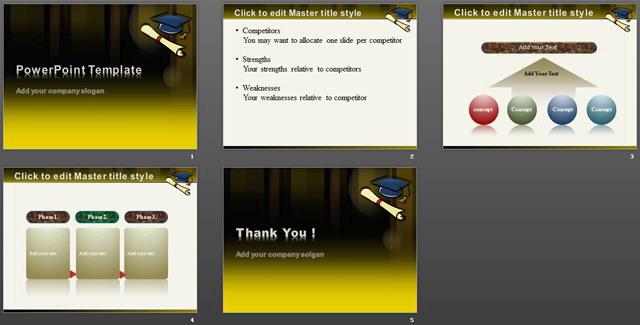 PowerPoint Template
Add your company slogan
1
Click to edit Master title style
• Competitors
You may want to allocate one slide per competitor
• Strengths
Your strengths relative to competitors
• Weaknesses
Your weaknesses relative to competitor
2
Click to edit Master title style
Add Your Text
Add Your Text
concept
Concept
Concept
Concept
3
Click to edit Master title style
Phase1.
Phase2.
Phase3.
Add your text
Add your text
Add your text
4
Thank You !
Add your company solgan
5